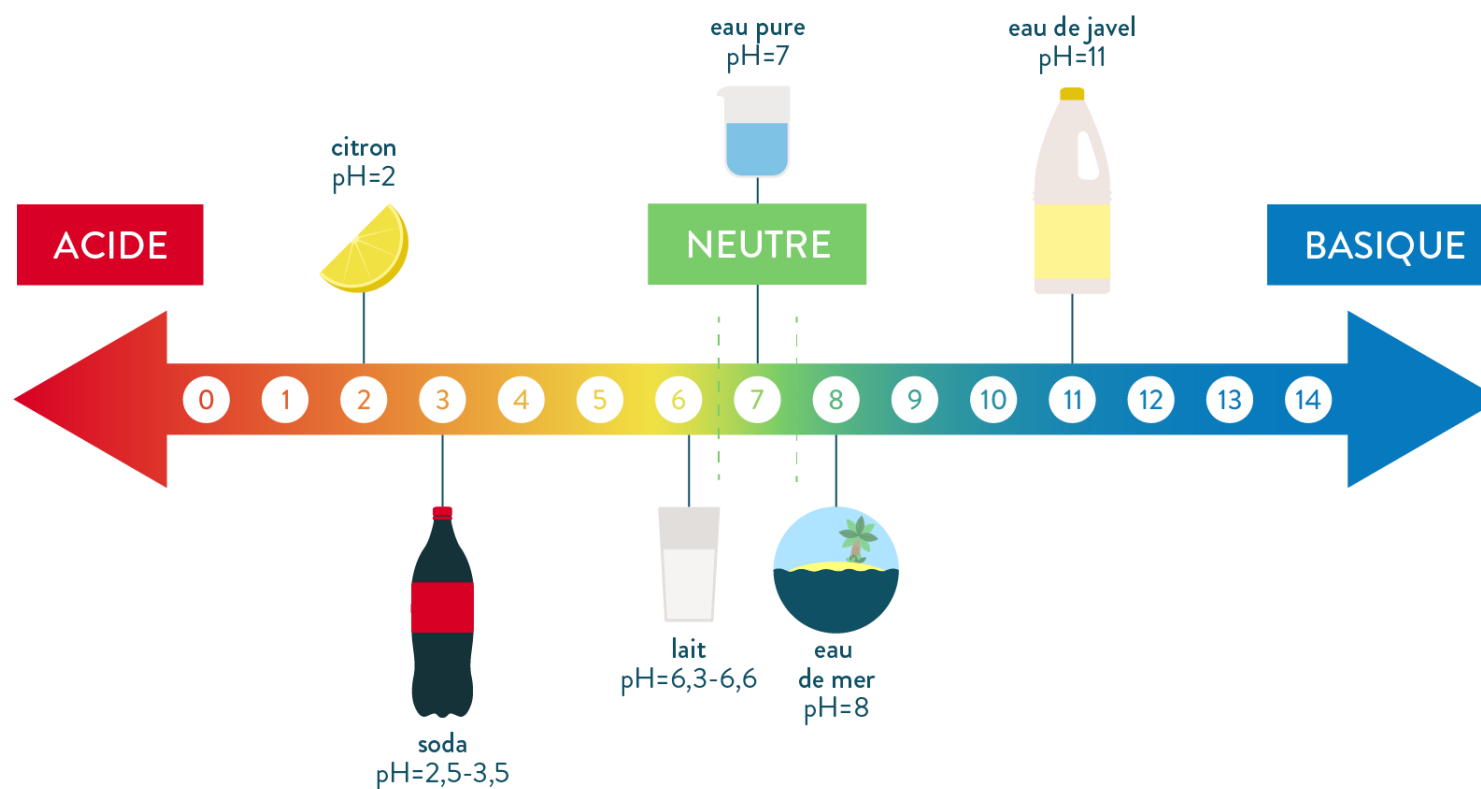 eau pure
pH=7
eau de javel
pH=11
citron
pH=2
ACIDE
NEUTRE
BASIQUE
0 1 2 3 4 5 6 7 8 9 10 11 12 13 14
lait
pH=6,3-6,6
eau
de mer
pH=8
soda
pH=2,5-3,5